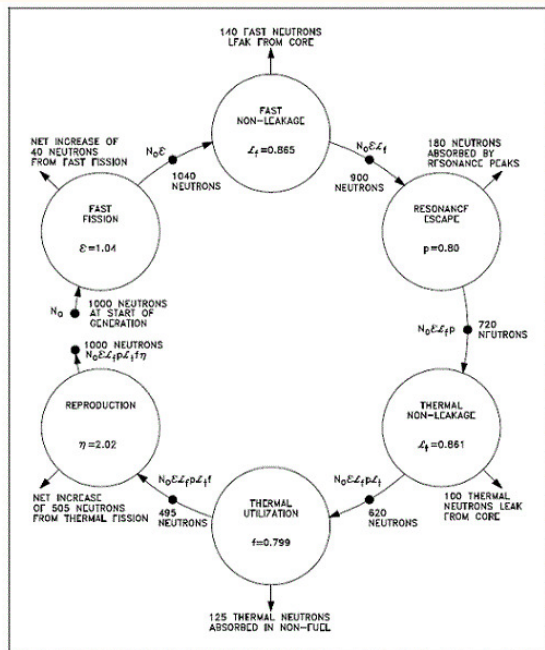 140 FAST NEUTRONS
LEAK FROM CORE
FAST
NON-LEAKAGE
ℒf=0.865
NET INCREASE OF
40 NEUTRONS
FROM FAST FISSION
N₀ε
1040
NEUTRONS
N₀εℒf
900
NEUTRONS
180 NEUTRONS
ABSORBED BY
RESONANCE PEAKS
FAST
FISSION
ε=1.04
RESONANCE
ESCAPE
p=0.80
N₀
1000 NEUTRONS
AT START OF
GENERATION
N₀εℒfp
720
NEUTRONS
1000 NEUTRONS
N₀εℒfpℒtfη
REPRODUCTION
η=2.02
THERMAL
NON-LEAKAGE
ℒt=0.861
NET INCREASE
OF 505 NEUTRONS
FROM THERMAL FISSION
N₀εℒfpℒtf
495
NEUTRONS
THERMAL
UTILIZATION
f=0.799
N₀εℒfpℒt
620
NEUTRONS
100 THERMAL
NEUTRONS LEAK
FROM CORE
125 THERMAL NEUTRONS
ABSORBED IN NON-FUEL